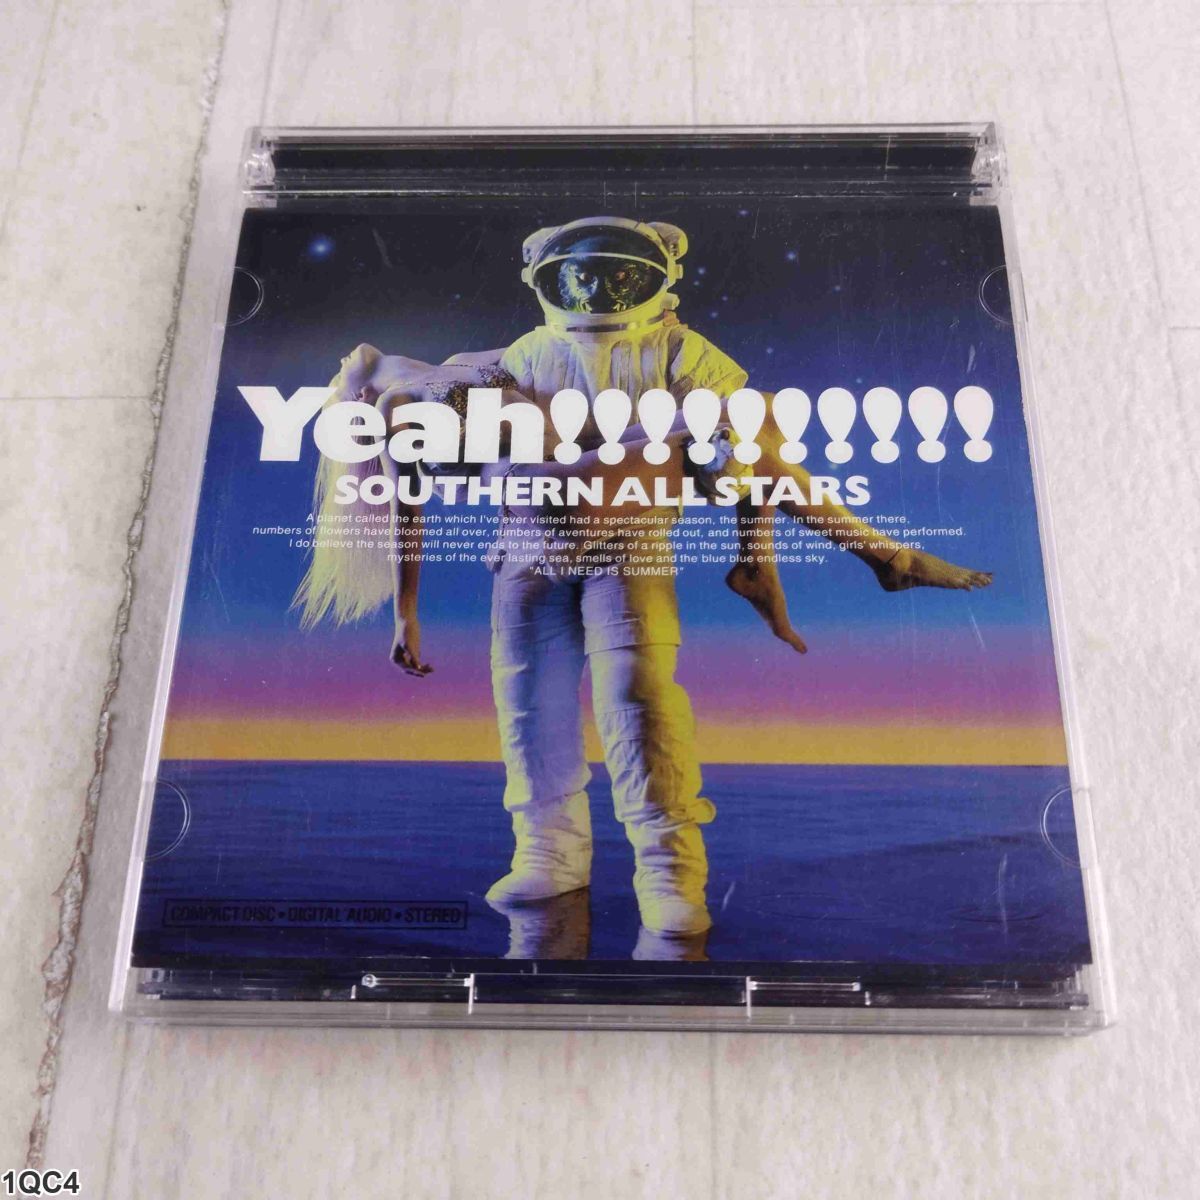 Yeah!!!!!!!!!!
SOUTHERN ALL STARS
A planet called the earth which I've ever visited had a spectacular season, the summer. In the summer there,
numbers of flowers have bloomed all over, numbers of aventures have rolled out, and numbers of sweet music have performed.
I do believe the season will never ends to the future. Glitters of a ripple in the sun, sounds of wind, girls' whispers,
mysteries of the ever lasting sea, smells of love and the blue blue endless sky.
"ALL I NEED IS SUMMER"
COMPACT DISC • DIGITAL AUDIO • STEREO
1QC4